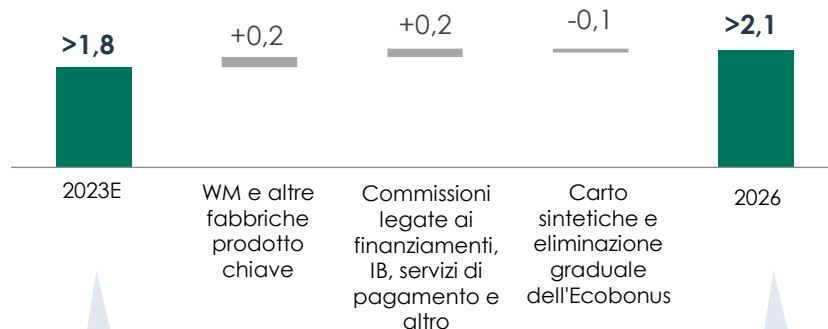 >1,8
+0,2
+0,2
-0,1
>2,1
2023E
WM e altre
fabbriche
prodotto
chiave
Commissioni
legate ai
finanziamenti,
IB, servizi di
pagamento e
altro
Carto
sintetiche e
eliminazione
graduale
dell'Ecobonus
2026